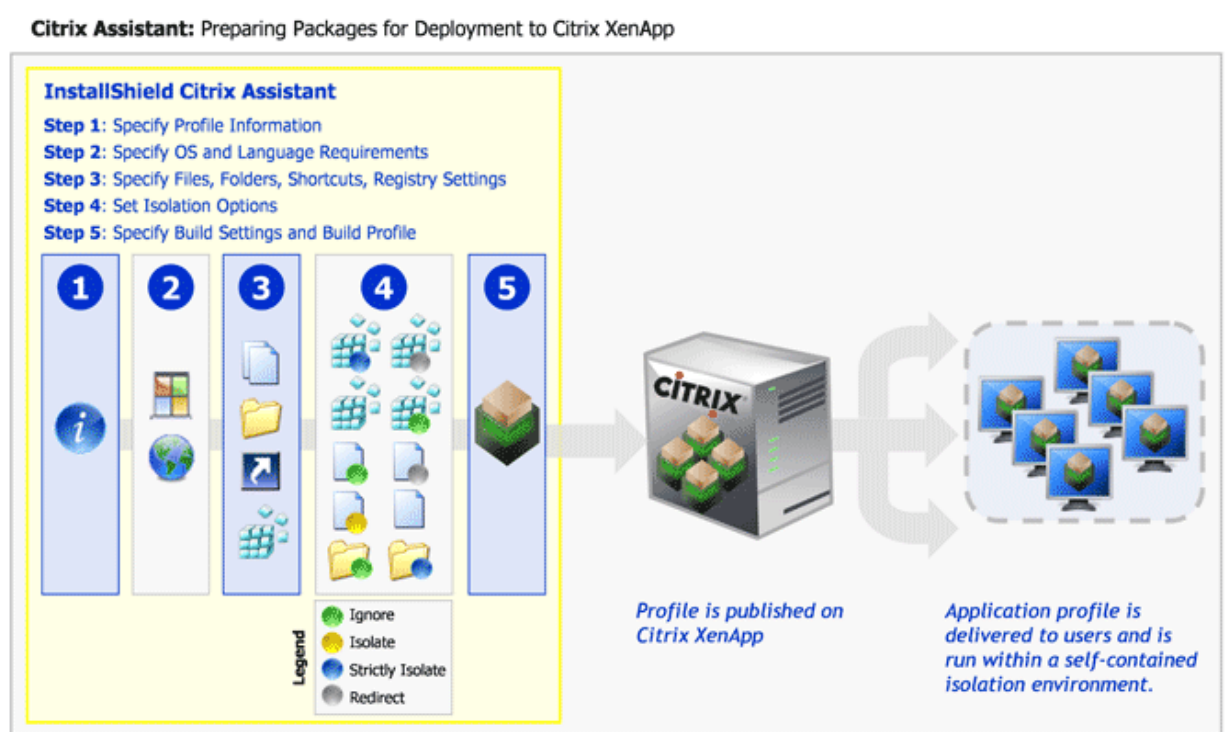 Citrix Assistant: Preparing Packages for Deployment to Citrix XenApp
InstallShield Citrix Assistant
Step 1: Specify Profile Information
Step 2: Specify OS and Language Requirements
Step 3: Specify Files, Folders, Shortcuts, Registry Settings
Step 4: Set Isolation Options
Step 5: Specify Build Settings and Build Profile
1
2
3
4
5
i
CITRIX
Legend
Ignore
Isolate
Strictly Isolate
Redirect
Profile is published on
Citrix XenApp
Application profile is
delivered to users and is
run within a self-contained
isolation environment.